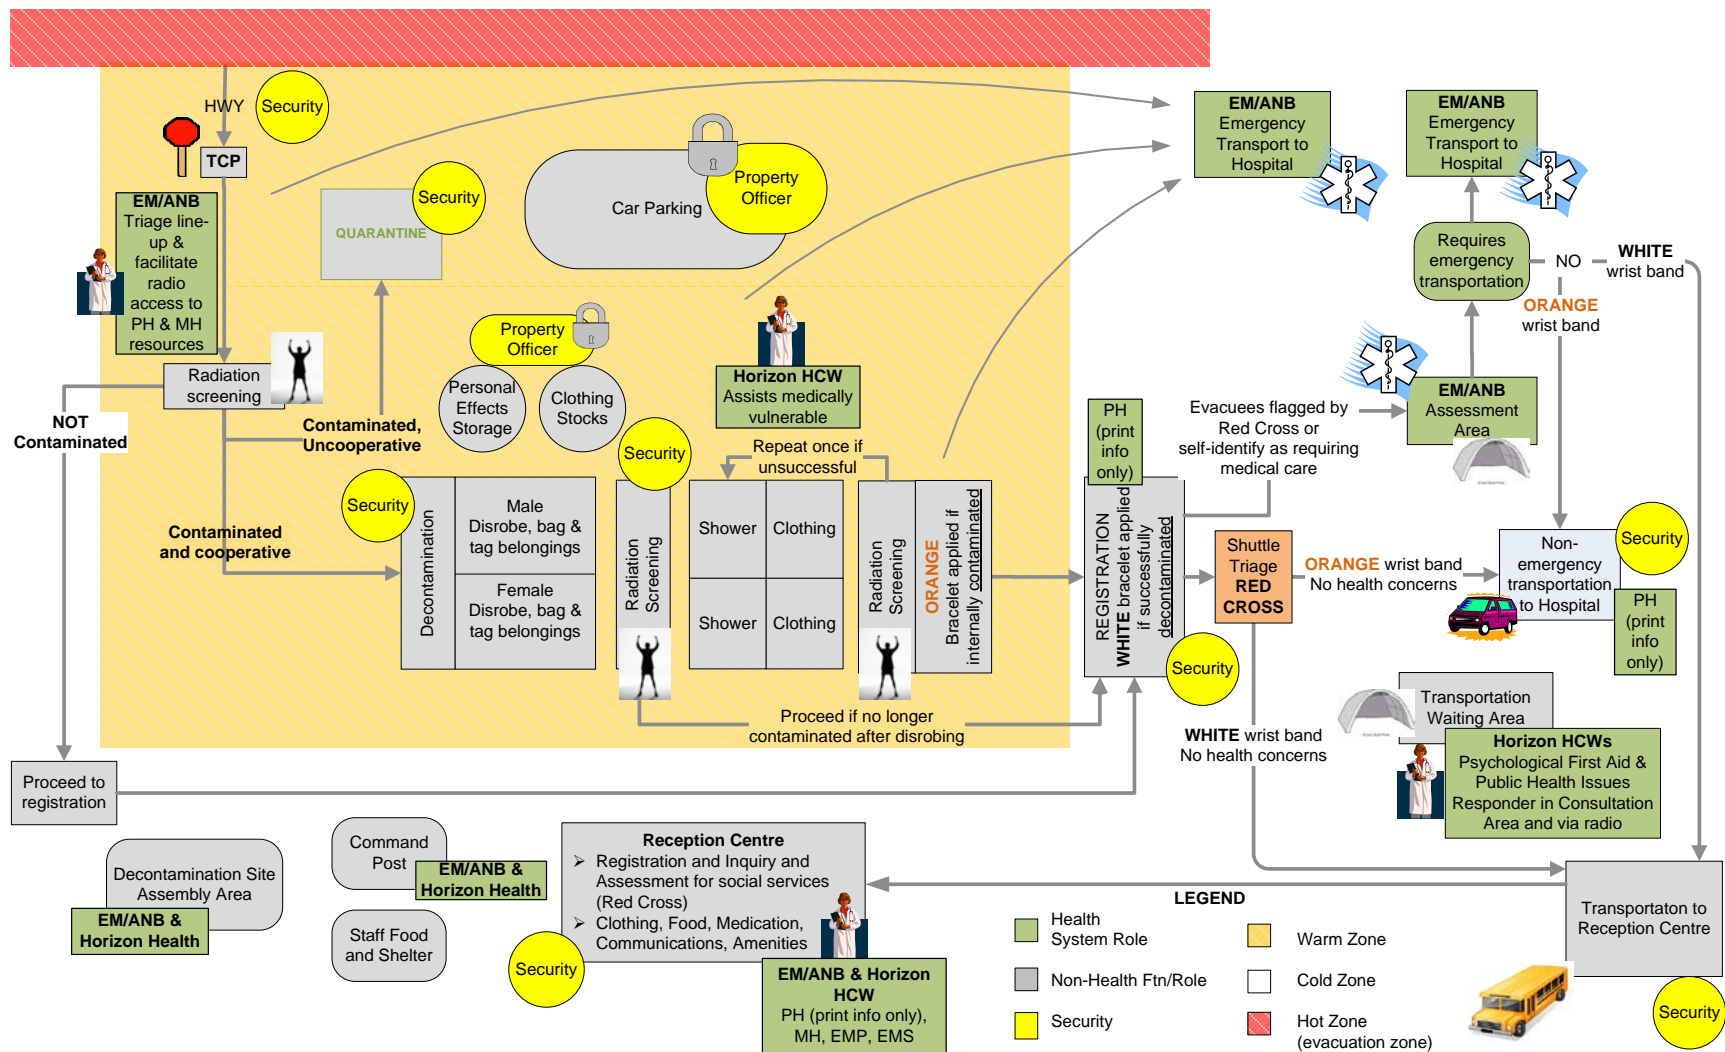 HWY
Security
TCP
EM/ANB
Triage line-
up &
facilitate
radio
access to
PH & MH
resources
Security
QUARANTINE
Car Parking
Property
Officer
EM/ANB
Emergency
Transport to
Hospital
EM/ANB
Emergency
Transport to
Hospital
Requires
emergency
transportation
NO
WHITE
wrist band
ORANGE
wrist band
Radiation
screening
NOT
Contaminated
Contaminated,
Uncooperative
Property
Officer
Personal
Effects
Storage
Clothing
Stocks
Horizon HCW
Assists medically
vulnerable
Security
Repeat once if
unsuccessful
PH
(print
info
only)
Evacuees flagged by
Red Cross or
self-identify as requiring
medical care
EM/ANB
Assessment
Area
Security
Contaminated
and cooperative
Decontamination
Male
Disrobe, bag &
tag belongings
Female
Disrobe, bag &
tag belongings
Radiation
Screening
Shower
Clothing
Shower
Clothing
Radiation
Screening
ORANGE
Bracelet applied if
internally contaminated
REGISTRATION
WHITE bracelet applied
if successfully
decontaminated
Security
Shuttle
Triage
RED
CROSS
ORANGE wrist band
No health concerns
Non-
emergency
transportation
to Hospital
Security
PH
(print
info
only)
Proceed if no longer
contaminated after disrobing
WHITE wrist band
No health concerns
Transportation
Waiting Area
Horizon HCWs
Psychological First Aid &
Public Health Issues
Responder in Consultation
Area and via radio
Proceed to
registration
Decontamination Site
Assembly Area
EM/ANB &
Horizon Health
Command
Post
EM/ANB &
Horizon Health
Staff Food
and Shelter
Reception Centre
➢ Registration and Inquiry and
Assessment for social services
(Red Cross)
➢ Clothing, Food, Medication,
Communications, Amenities
Security
EM/ANB & Horizon
HCW
PH (print info only),
MH, EMP, EMS
LEGEND
Health
System Role
Non-Health Ftn/Role
Security
Warm Zone
Cold Zone
Hot Zone
(evacuation zone)
Transportaton to
Reception Centre
Security